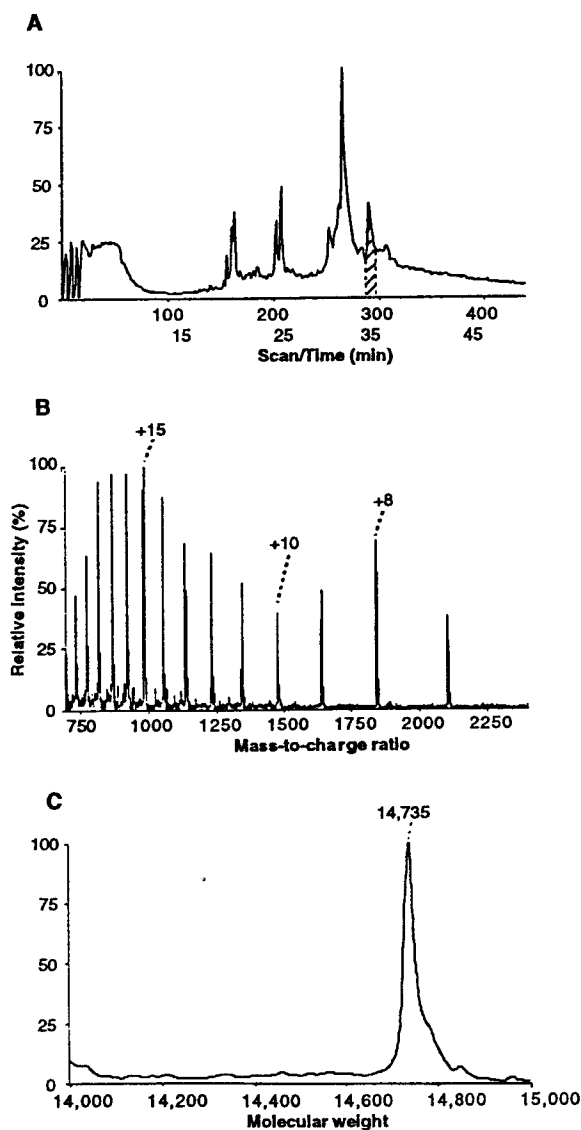 A
100
75
50
25
0
100 200 300 400
15 25 35 45
Scan/Time (min)
B
+15
+8
+10
100
75
50
25
0
Relative Intensity (%)
750 1000 1250 1500 1750 2000 2250
Mass-to-charge ratio
C
14,735
100
75
50
25
0
14,000 14,200 14,400 14,600 14,800 15,000
Molecular weight